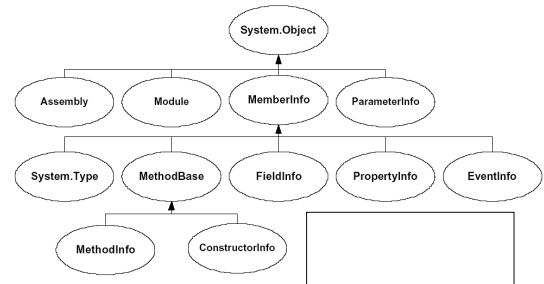 System.Object
Assembly
Module
MemberInfo
ParameterInfo
System.Type
MethodBase
FieldInfo
PropertyInfo
EventInfo
MethodInfo
ConstructorInfo